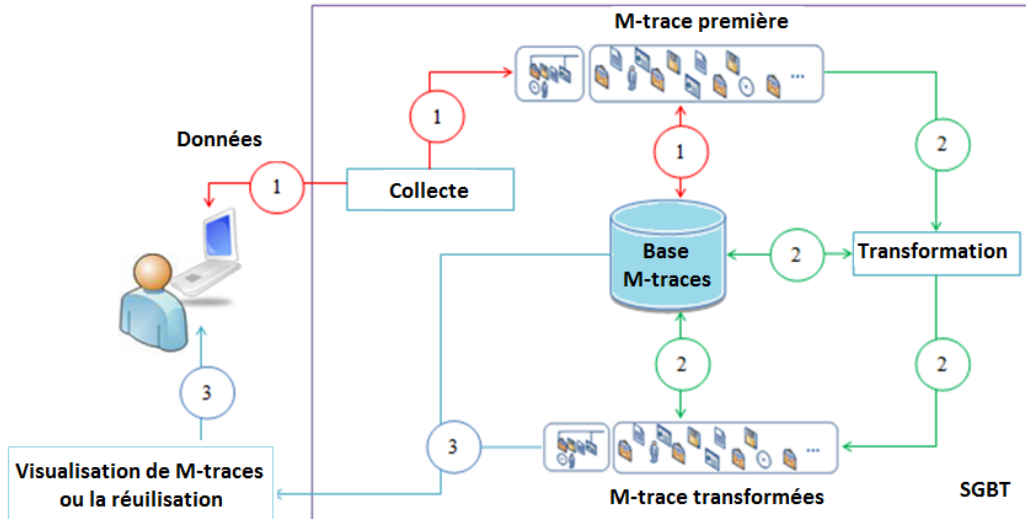 M-trace première
...
1
2
Données
1
1
Collecte
Base
M-traces
2
Transformation
2
2
3
3
...
Visualisation de M-traces
ou la réuilisation
M-trace transformées
SGBT